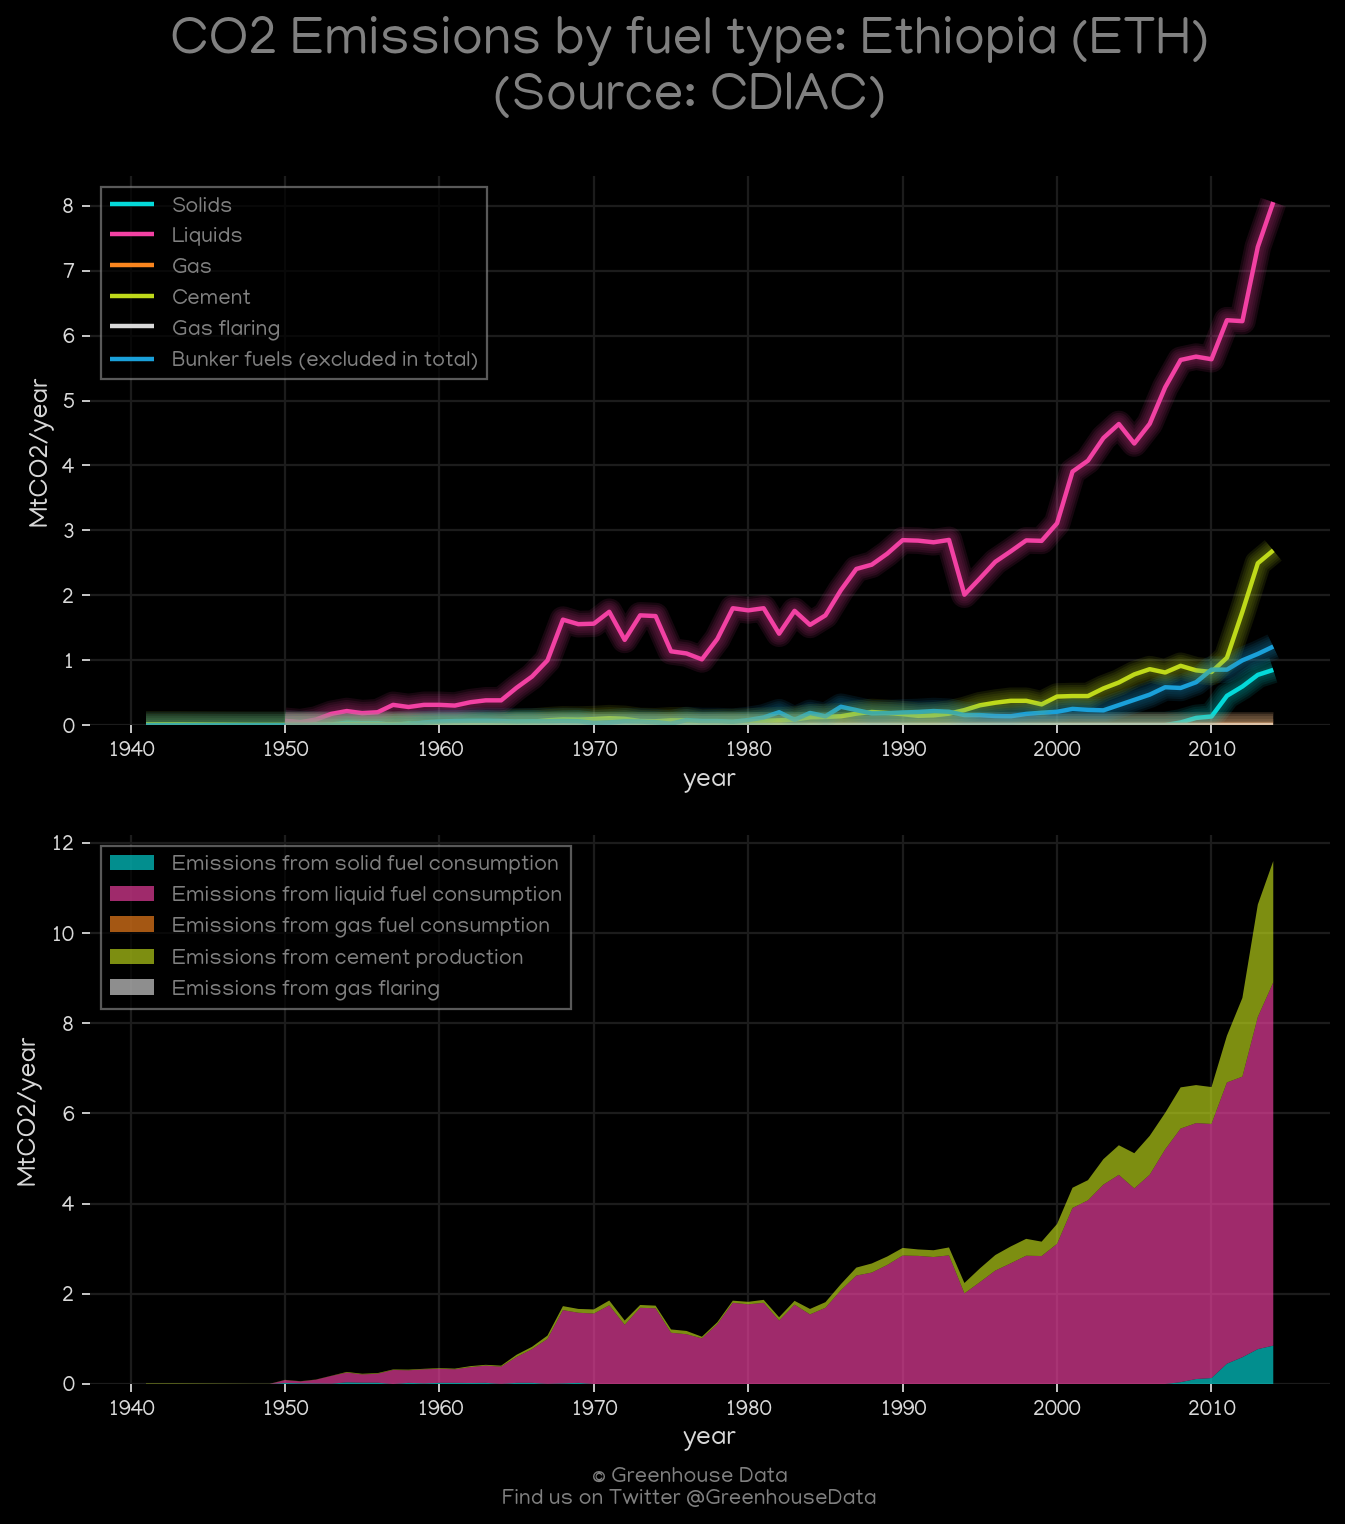 CO2 Emissions by fuel type: Ethiopia (ETH)
(Source: CDIAC)
Solids
Liquids
Gas
Cement
Gas flaring
Bunker fuels (excluded in total)
MtCO2/year
8
7
6
5
4
3
2
1
0
1940 1950 1960 1970 1980 1990 2000 2010
year
Emissions from solid fuel consumption
Emissions from liquid fuel consumption
Emissions from gas fuel consumption
Emissions from cement production
Emissions from gas flaring
MtCO2/year
12
10
8
6
4
2
0
1940 1950 1960 1970 1980 1990 2000 2010
year
© Greenhouse Data
Find us on Twitter @GreenhouseData